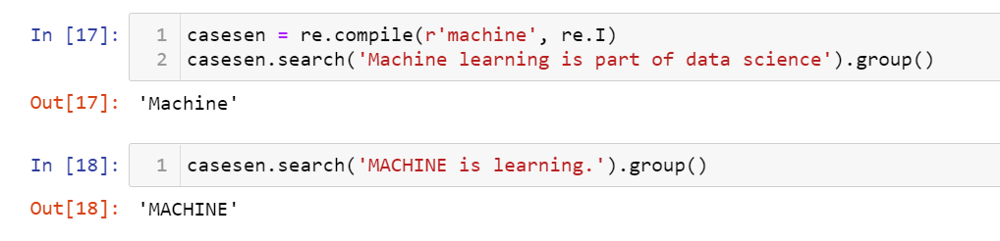 In [17]: 1 casesen = re.compile(r'machine', re.I)
2 casesen.search('Machine learning is part of data science').group()
Out[17]: 'Machine'
In [18]: 1 casesen.search('MACHINE is learning.').group()
Out[18]: 'MACHINE'